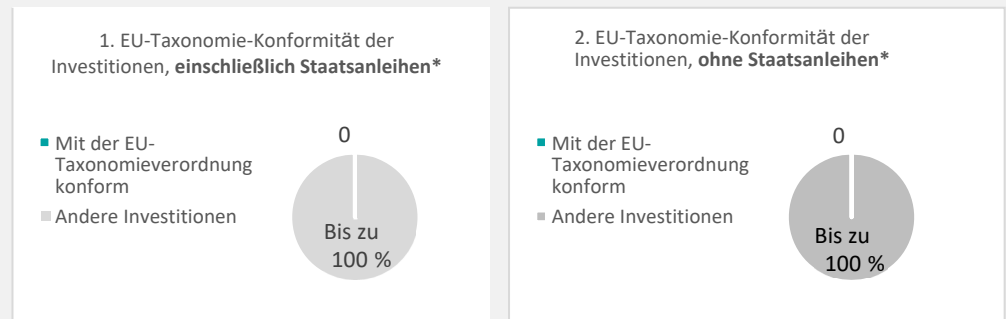 1. EU-Taxonomie-Konformität der
Investitionen, einschließlich Staatsanleihen*
Mit der EU-
Taxonomieverordnung
konform
Andere Investitionen
0
Bis zu
100 %
2. EU-Taxonomie-Konformität der
Investitionen, ohne Staatsanleihen*
Mit der EU-
Taxonomieverordnung
konform
Andere Investitionen
0
Bis zu
100 %